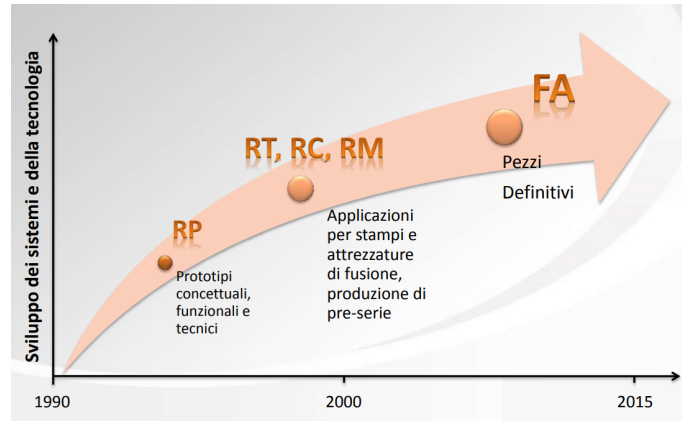 Sviluppo dei sistemi e della tecnologia
FA
Pezzi
Definitivi
RT, RC, RM
Applicazioni
per stampi e
attrezzature
di fusione,
produzione di
pre-serie
RP
Prototipi
concettuali,
funzionali e
tecnici
1990
2000
2015